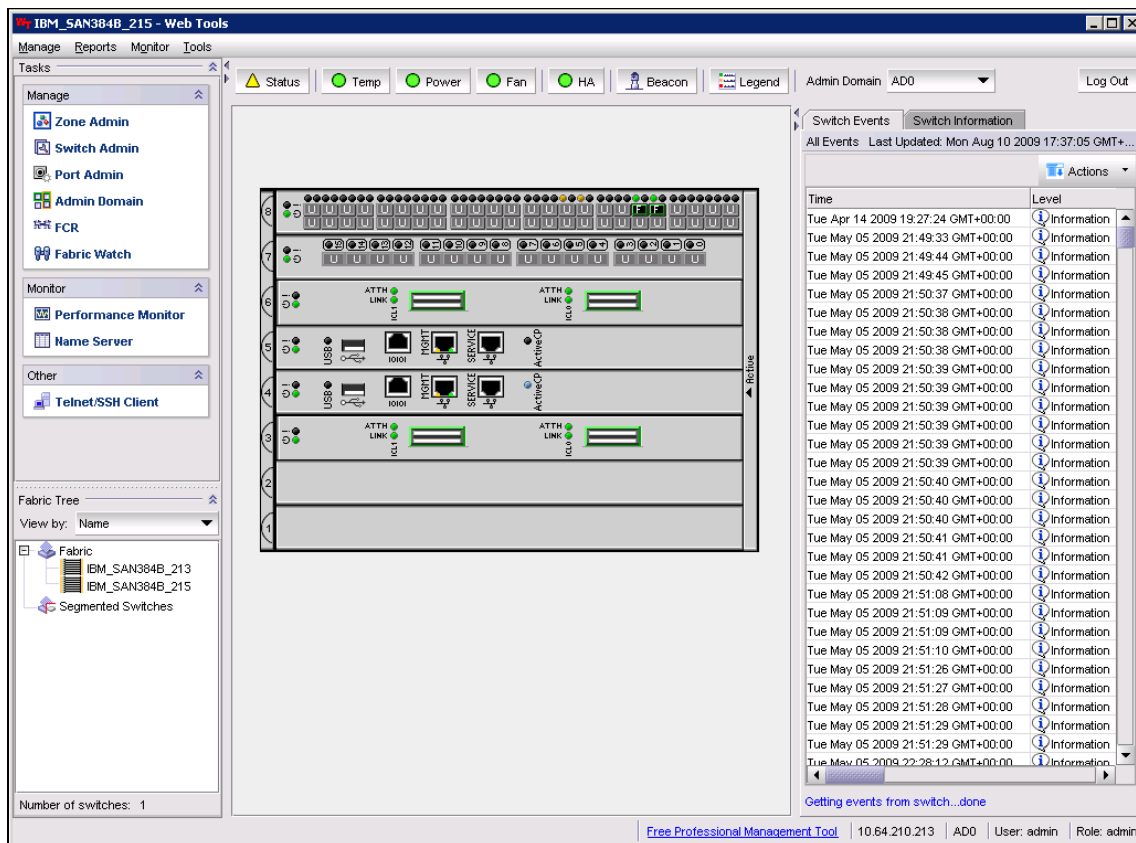 IBM_SAN384B_215 - Web Tools
Manage Reports Monitor Tools
Tasks
Manage
Zone Admin
Switch Admin
Port Admin
Admin Domain
FCR
Fabric Watch
Monitor
Performance Monitor
Name Server
Other
Telnet/SSH Client
Fabric Tree
View by: Name
Fabric
IBM_SAN384B_213
IBM_SAN384B_215
Segmented Switches
Number of switches: 1
Status Temp Power Fan HA Beacon Legend Admin Domain AD0 Log Out
8
7
6 ATTH LINK ICL1 ATTH LINK ICL0
5 USB IOIOI MGMT SERVICE ActiveCP
4 USB IOIOI MGMT SERVICE ActiveCP
3 ATTH LINK ICL1 ATTH LINK ICL0
2
1
Active
Switch Events Switch Information
All Events Last Updated: Mon Aug 10 2009 17:37:05 GMT+...
Actions
Time Level
Tue Apr 14 2009 19:27:24 GMT+00:00 Information
Tue May 05 2009 21:49:33 GMT+00:00 Information
Tue May 05 2009 21:49:44 GMT+00:00 Information
Tue May 05 2009 21:49:45 GMT+00:00 Information
Tue May 05 2009 21:50:37 GMT+00:00 Information
Tue May 05 2009 21:50:38 GMT+00:00 Information
Tue May 05 2009 21:50:38 GMT+00:00 Information
Tue May 05 2009 21:50:38 GMT+00:00 Information
Tue May 05 2009 21:50:39 GMT+00:00 Information
Tue May 05 2009 21:50:39 GMT+00:00 Information
Tue May 05 2009 21:50:39 GMT+00:00 Information
Tue May 05 2009 21:50:39 GMT+00:00 Information
Tue May 05 2009 21:50:39 GMT+00:00 Information
Tue May 05 2009 21:50:39 GMT+00:00 Information
Tue May 05 2009 21:50:40 GMT+00:00 Information
Tue May 05 2009 21:50:40 GMT+00:00 Information
Tue May 05 2009 21:50:40 GMT+00:00 Information
Tue May 05 2009 21:50:41 GMT+00:00 Information
Tue May 05 2009 21:50:41 GMT+00:00 Information
Tue May 05 2009 21:50:42 GMT+00:00 Information
Tue May 05 2009 21:51:08 GMT+00:00 Information
Tue May 05 2009 21:51:09 GMT+00:00 Information
Tue May 05 2009 21:51:09 GMT+00:00 Information
Tue May 05 2009 21:51:10 GMT+00:00 Information
Tue May 05 2009 21:51:26 GMT+00:00 Information
Tue May 05 2009 21:51:27 GMT+00:00 Information
Tue May 05 2009 21:51:28 GMT+00:00 Information
Tue May 05 2009 21:51:29 GMT+00:00 Information
Tue May 05 2009 21:51:29 GMT+00:00 Information
Tue May 05 2009 22:28:12 GMT+00:00 Information
Getting events from switch...done
Free Professional Management Tool 10.64.210.213 AD0 User: admin Role: admin